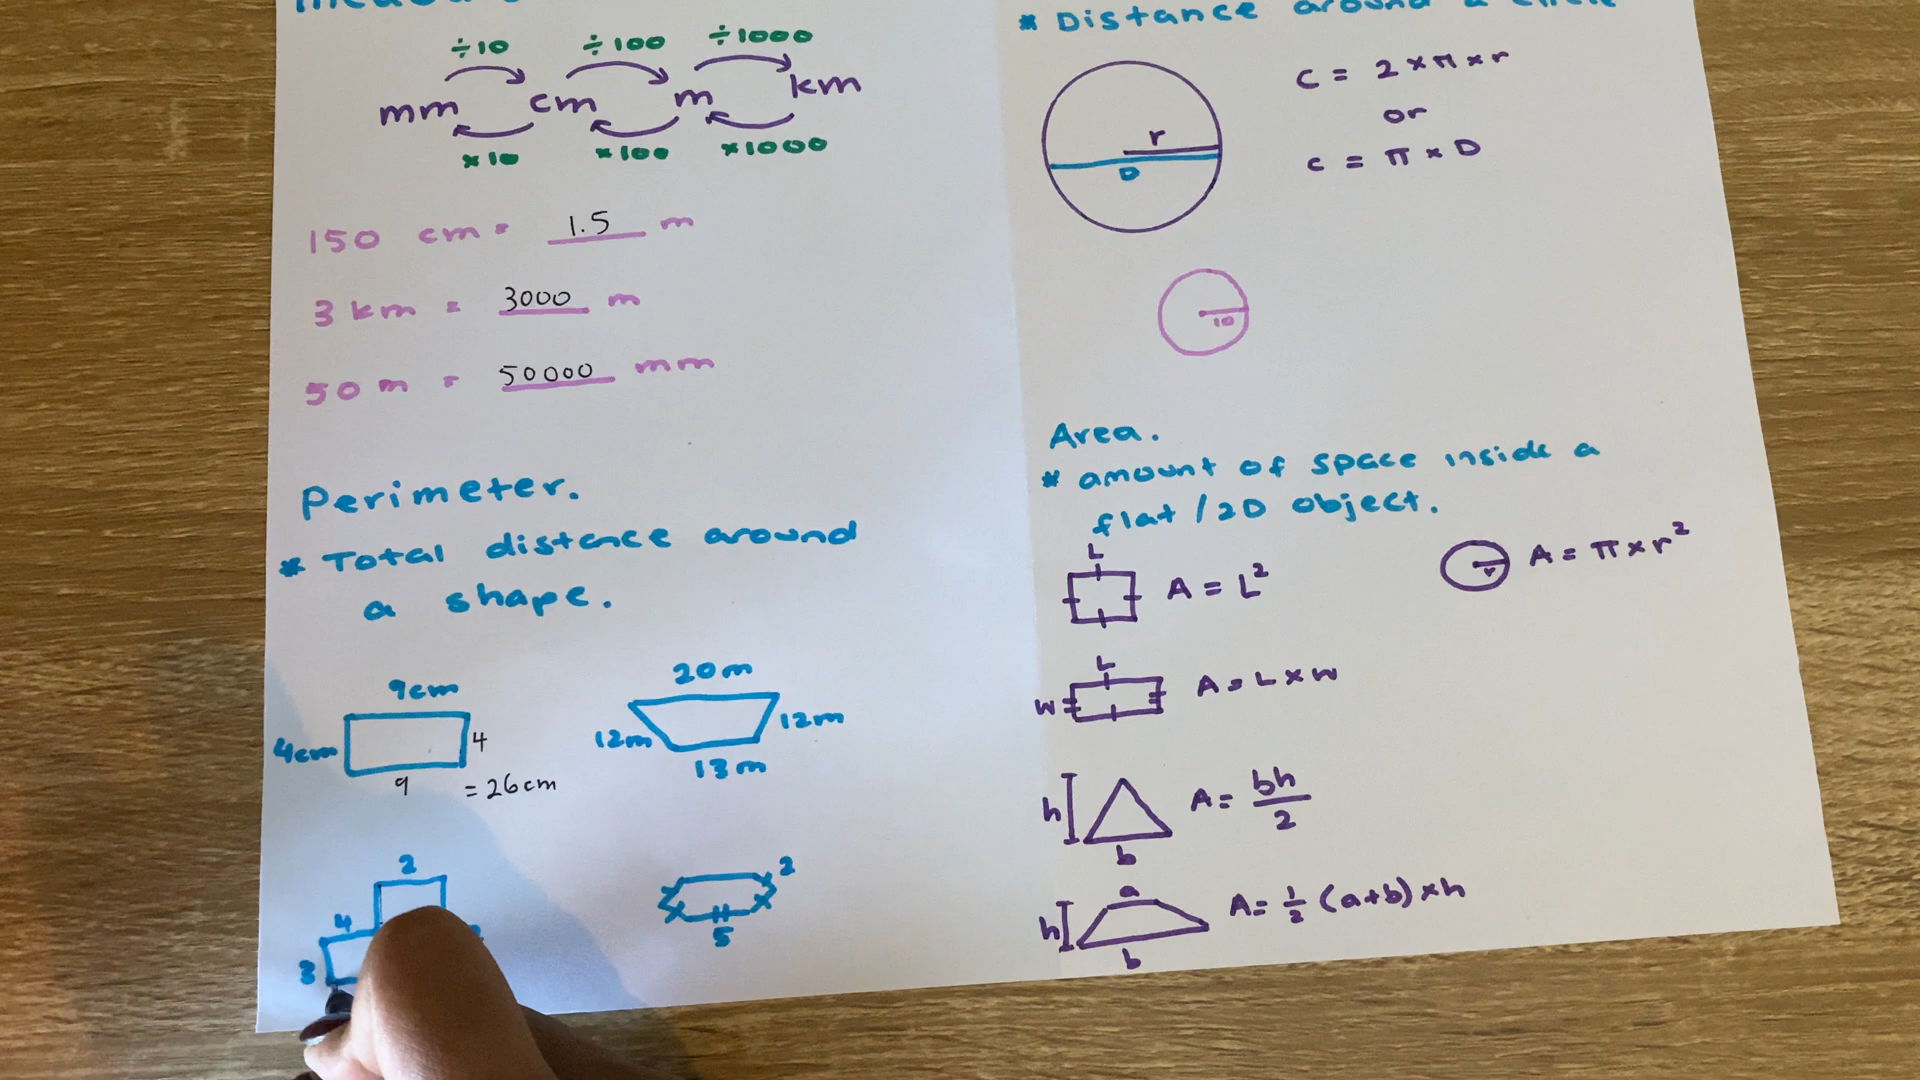 ÷10 ÷100 ÷1000
mm cm m km
×10 ×100 ×1000
150 cm = 1.5 m
3 km = 3000 m
50 m = 50000 mm
Perimeter.
* Total distance around
a shape.
9cm
4cm 4
9 = 26cm
20m
12m 12m
13m
2
4
3
2
5
* Distance around a
r
D
C = 2 × π × r
or
C = π × D
10
Area.
* amount of space inside a
flat / 2D object.
L
A = L²
r A = π × r²
L
W A = L × W
h A = bh/2
b
a
h A = 1/2 (a+b) × h
b